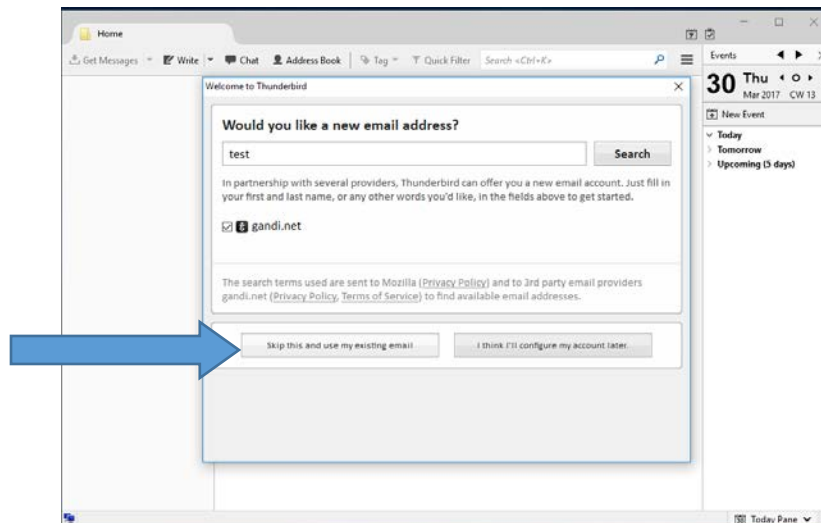 Home
Get Messages Write Chat Address Book Tag Quick Filter Search <Ctrl+K>
Events
30 Thu
Mar 2017 CW 13
New Event
Today
Tomorrow
Upcoming (5 days)
Welcome to Thunderbird
Would you like a new email address?
test
Search
In partnership with several providers, Thunderbird can offer you a new email account. Just fill in
your first and last name, or any other words you'd like, in the fields above to get started.
gandi.net
The search terms used are sent to Mozilla (Privacy Policy) and to 3rd party email providers
gandi.net (Privacy Policy, Terms of Service) to find available email addresses.
Skip this and use my existing email
I think I'll configure my account later.
Today Pane